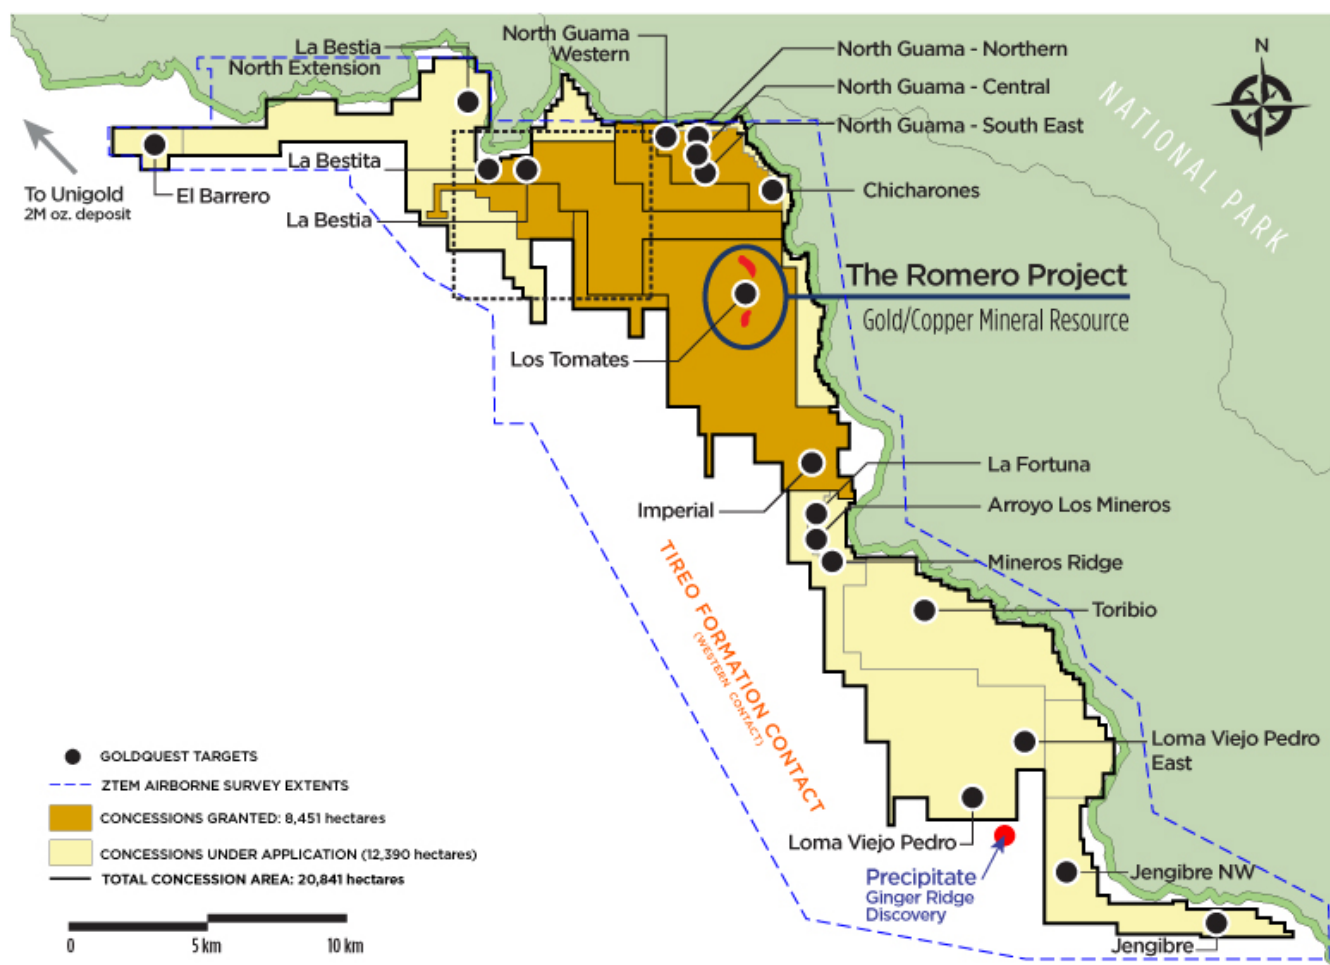 La Bestia
North Extension
North Guama
Western
North Guama - Northern
North Guama - Central
North Guama - South East
N
NATIONAL PARK
La Bestita
El Barrero
To Unigold
2M oz. deposit
La Bestia
Chicharones
The Romero Project
Gold/Copper Mineral Resource
Los Tomates
La Fortuna
Imperial
Arroyo Los Mineros
Mineros Ridge
TIREO FORMATION CONTACT
(WESTERN CONTACT)
Toribio
Loma Viejo Pedro
East
Loma Viejo Pedro
Precipitate
Ginger Ridge
Discovery
Jengibre NW
Jengibre
GOLDQUEST TARGETS
ZTEM AIRBORNE SURVEY EXTENTS
CONCESSIONS GRANTED: 8,451 hectares
CONCESSIONS UNDER APPLICATION (12,390 hectares)
TOTAL CONCESSION AREA: 20,841 hectares
0 5 km 10 km